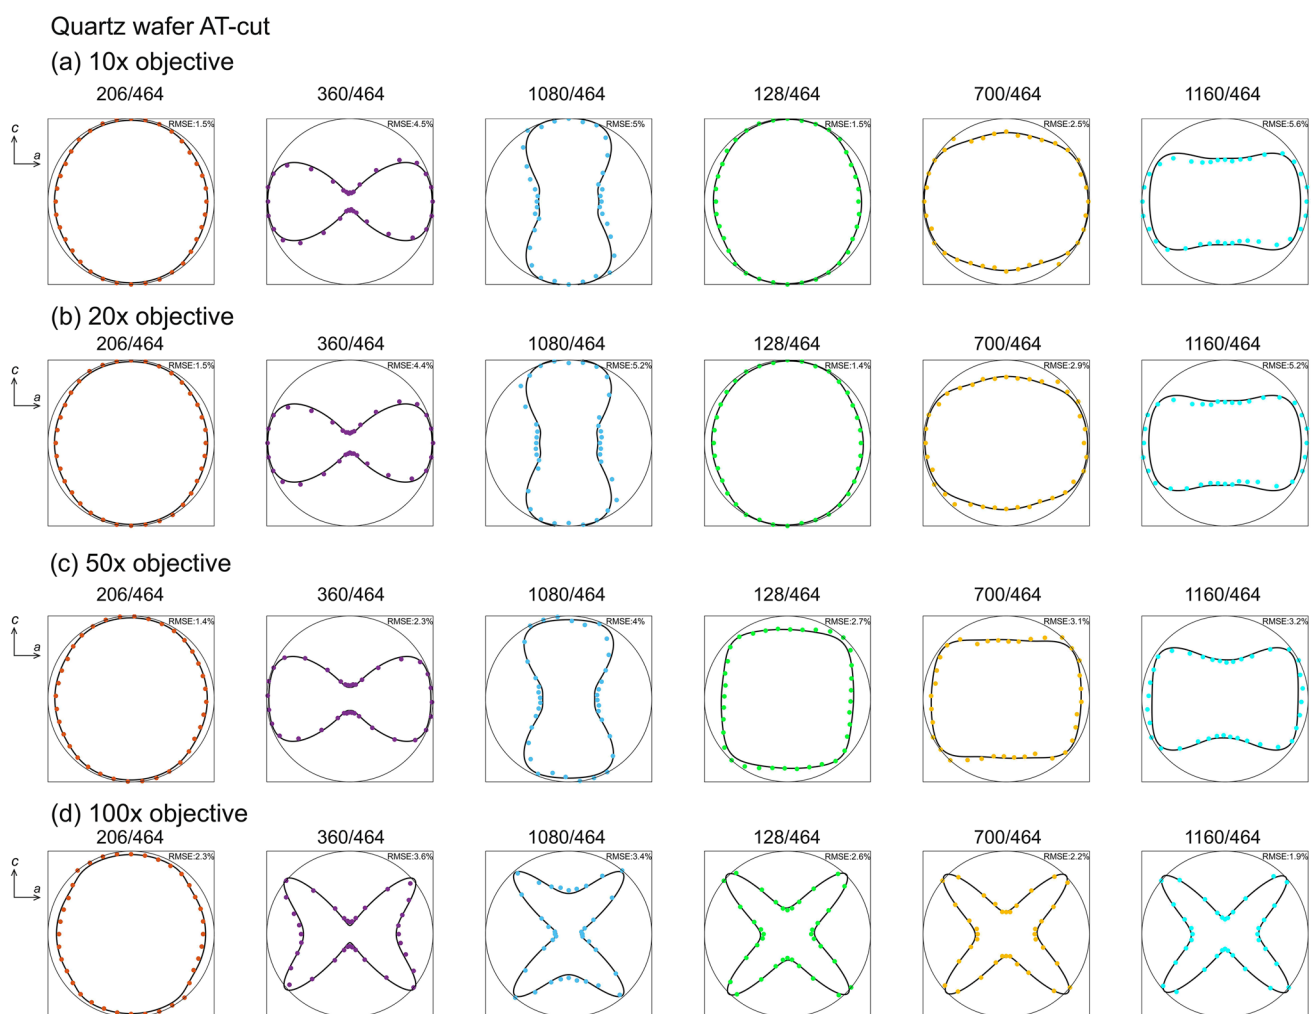 Quartz wafer AT-cut
(a) 10x objective
206/464 360/464 1080/464 128/464 700/464 1160/464
RMSE:1.5% RMSE:4.5% RMSE:5% RMSE:1.5% RMSE:2.5% RMSE:5.6%
c
a
(b) 20x objective
206/464 360/464 1080/464 128/464 700/464 1160/464
RMSE:1.5% RMSE:4.4% RMSE:5.2% RMSE:1.4% RMSE:2.9% RMSE:5.2%
c
a
(c) 50x objective
206/464 360/464 1080/464 128/464 700/464 1160/464
RMSE:1.4% RMSE:2.3% RMSE:4% RMSE:2.7% RMSE:3.1% RMSE:3.2%
c
a
(d) 100x objective
206/464 360/464 1080/464 128/464 700/464 1160/464
RMSE:2.3% RMSE:3.6% RMSE:3.4% RMSE:2.6% RMSE:2.2% RMSE:1.9%
c
a